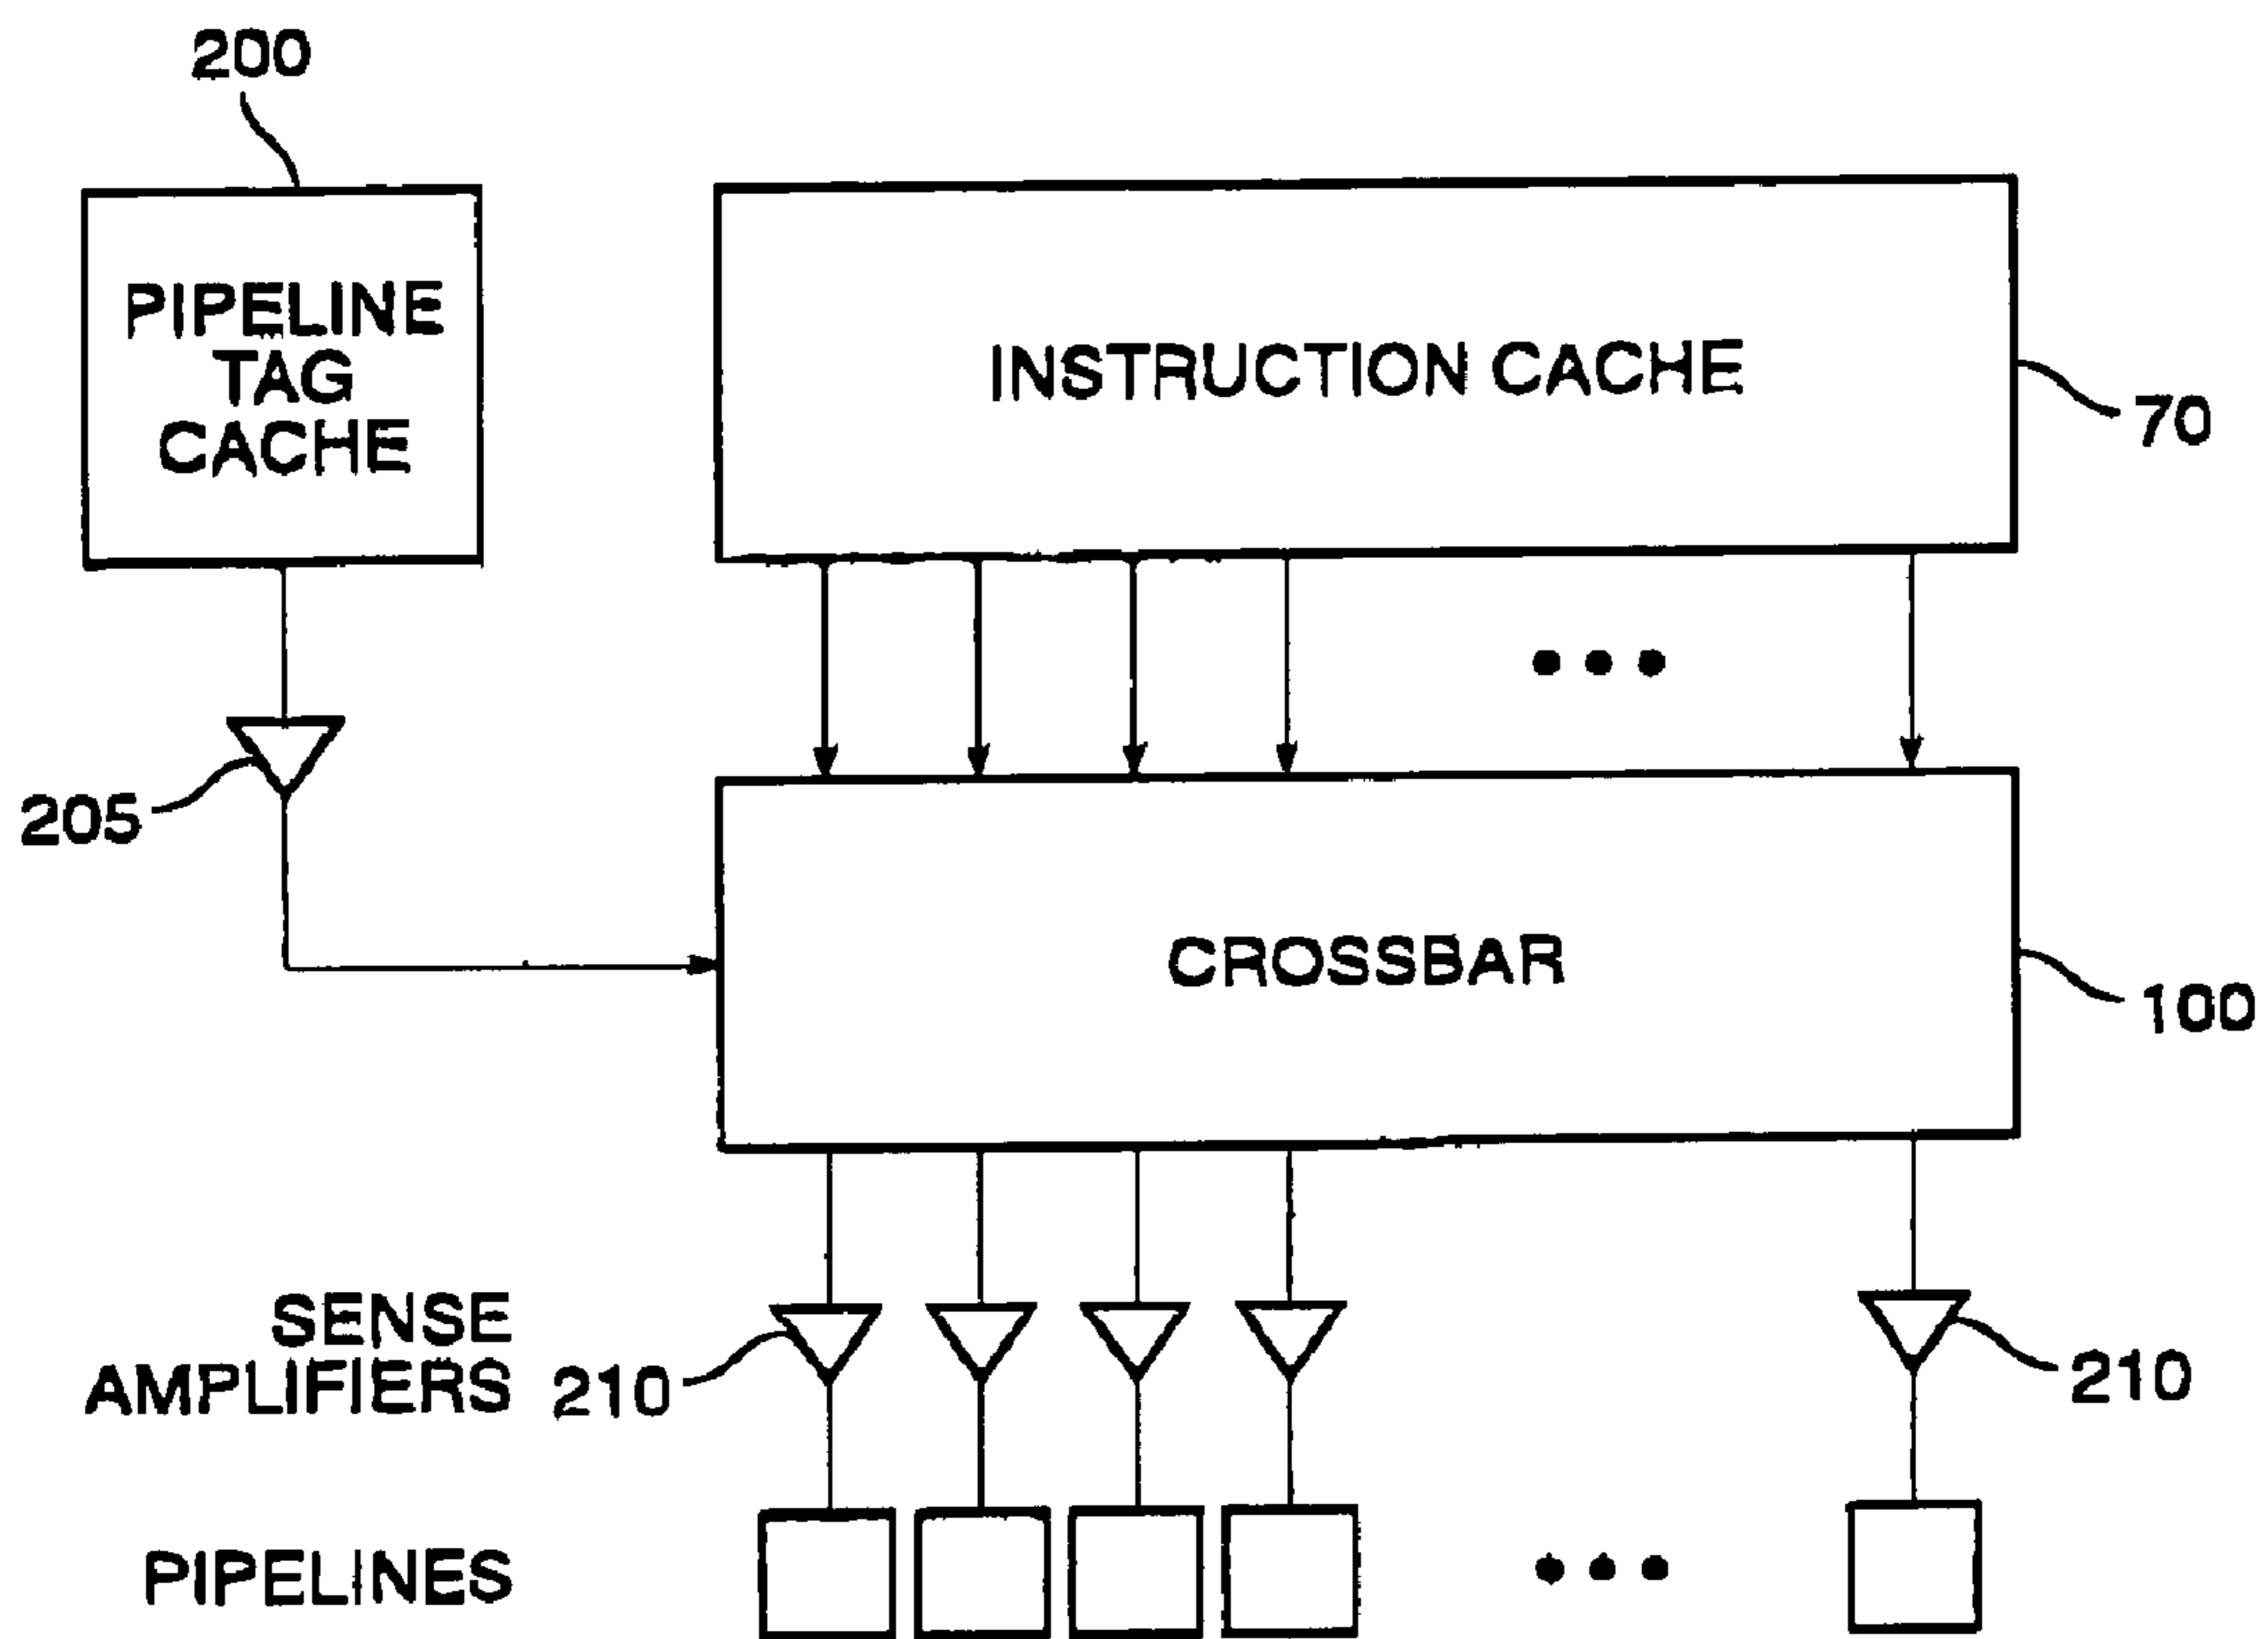 200
PIPELINE
TAG
CACHE
INSTRUCTION CACHE
70
205
CROSSBAR
100
SENSE
AMPLIFIERS
210
210
PIPELINES